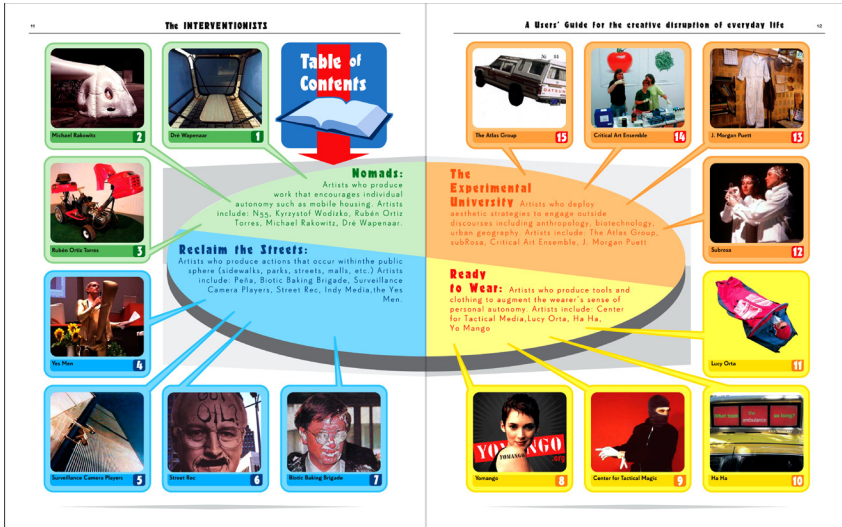 11
The INTERVENTIONISTS
A Users' Guide for the creative disruption of everyday life
12
Table of
Contents
Michael Rakowitz
2
Dré Wapenaar
1
Rubén Ortiz Torres
3
Nomads:
Artists who produce
work that encourages individual
autonomy such as mobile housing. Artists
include: N55, Kyrzystof Wodizko, Rubén Ortiz
Torres, Michael Rakowitz, Dré Wapenaar.
Reclaim the Streets:
Artists who produce actions that occur withinthe public
sphere (sidewalks, parks, streets, malls, etc.) Artists
include: Peña, Biotic Baking Brigade, Surveillance
Camera Players, Street Rec, Indy Media,the Yes
Men.
Yes Men
4
Surveillance Camera Players
5
OIL
Street Rec
6
Biotic Baking Brigade
7
The Atlas Group
15
DATSUN
Critical Art Ensemble
14
J. Morgan Puett
13
The
Experimental
University Artists who deploy
aesthetic strategies to engage outside
discourses including anthropology, biotechnology,
urban geography. Artists include: The Atlas Group,
subRosa, Critical Art Ensemble, J. Morgan Puett
Subrosa
12
Ready
to Wear: Artists who produce tools and
clothing to augment the wearer's sense of
personal autonomy. Artists include: Center
for Tactical Media,Lucy Orta, Ha Ha,
Yo Mango
Lucy Orta
11
YOMANGO
YOMANGO
.org
Yomango
8
Center for Tactical Magic
9
ambulance
Ha Ha
10